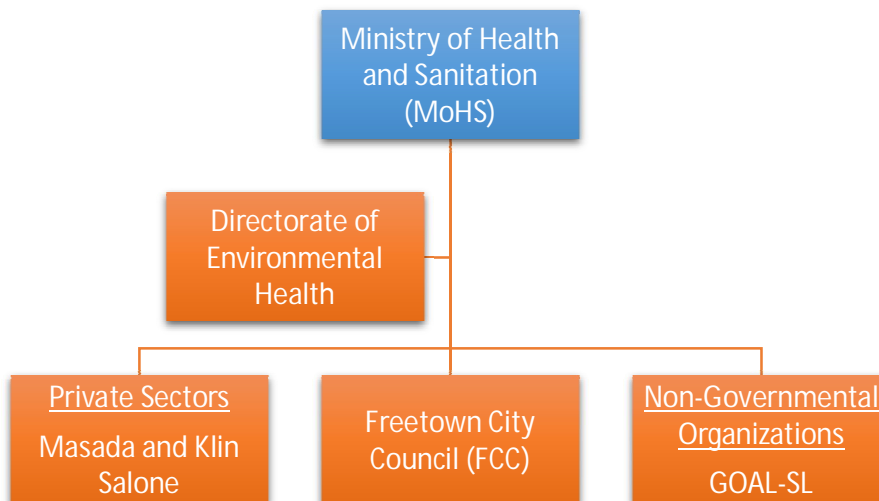 Ministry of Health
and Sanitation
(MoHS)
Directorate of
Environmental
Health
Private Sectors
Masada and Klin
Salone
Freetown City
Council (FCC)
Non-Governmental
Organizations
GOAL-SL